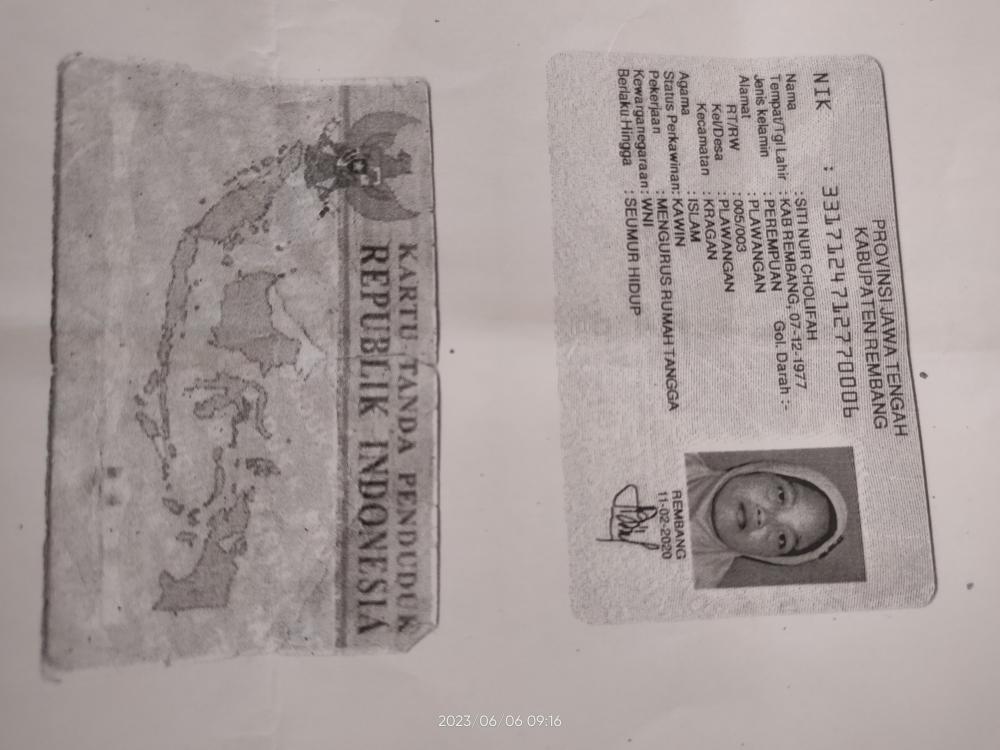 PROVINSI JAWA TENGAH
KABUPATEN REMBANG
NIK : 3317124712770006
Nama : SITI NUR CHOLIFAH
Tempat/Tgl Lahir : KAB REMBANG, 07-12-1977
Jenis kelamin : PEREMPUAN Gol. Darah :-
Alamat : PLAWANGAN
RT/RW : 005/003
Kel/Desa : PLAWANGAN
Kecamatan : KRAGAN
Agama : ISLAM
Status Perkawinan: KAWIN
Pekerjaan : MENGURUS RUMAH TANGGA
Kewarganegaraan : WNI
Berlaku Hingga : SEUMUR HIDUP
REMBANG
11-02-2020
KARTU TANDA PENDUDUK
REPUBLIK INDONESIA
2023/06/06 09:16